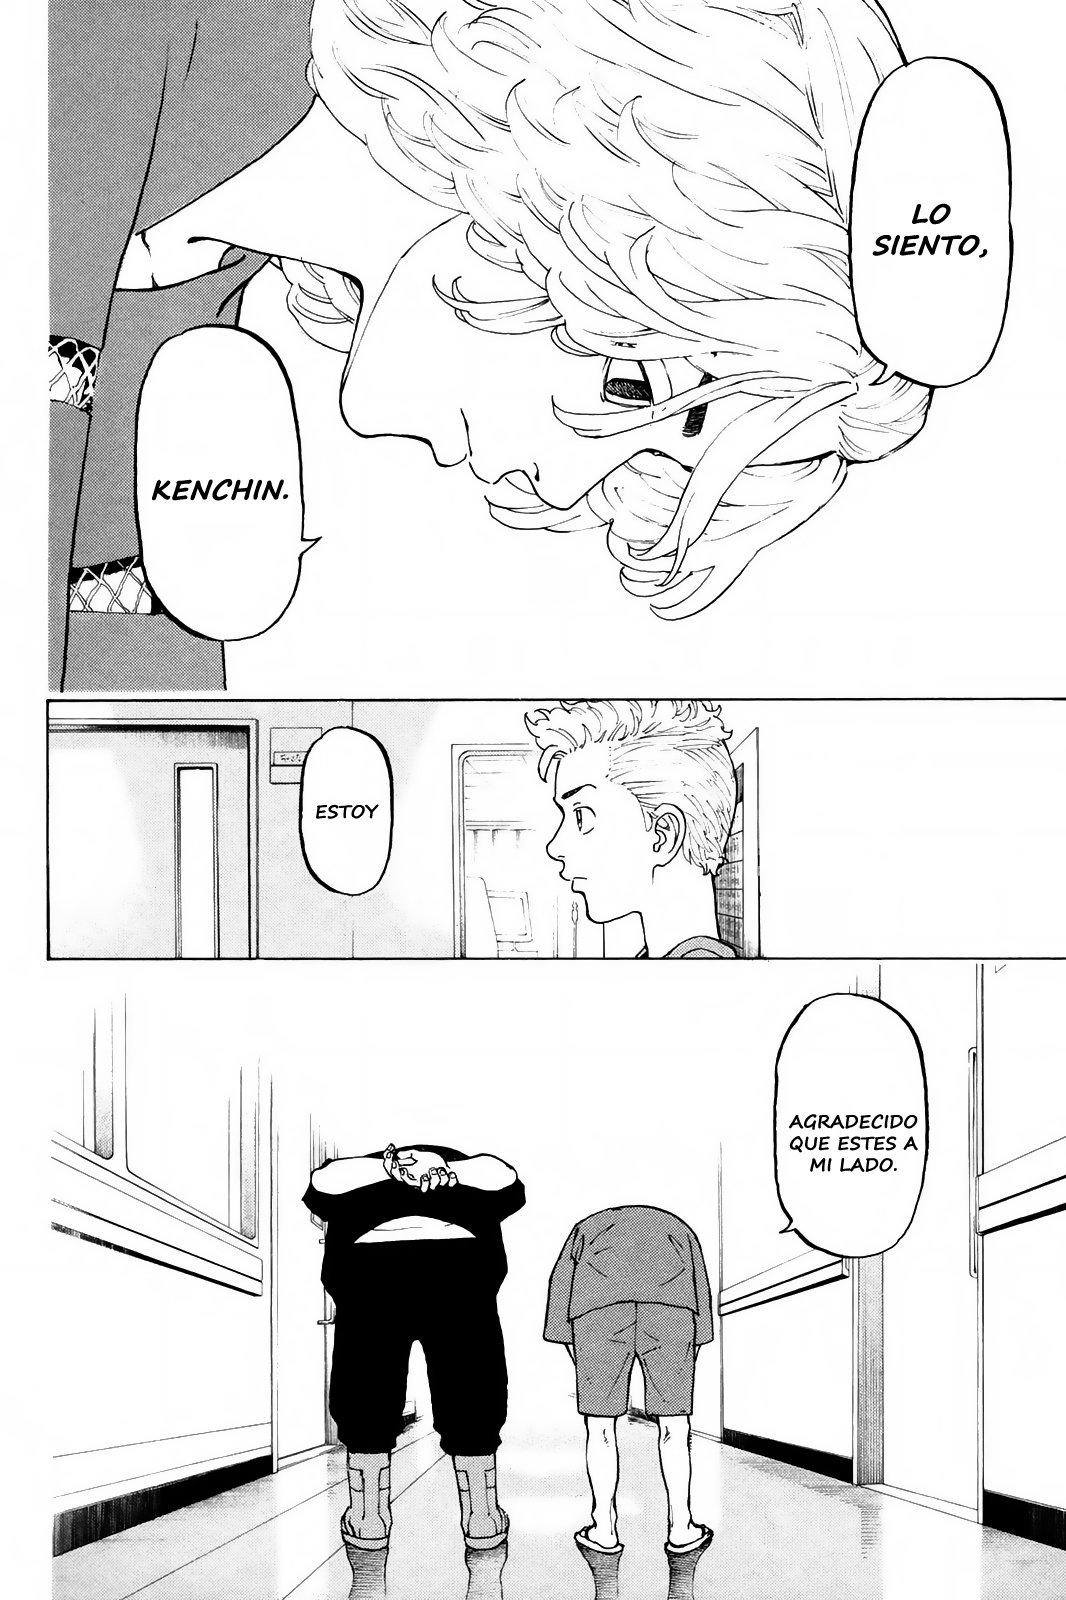 LO
SIENTO,
KENCHIN.
ESTOY
AGRADECIDO
QUE ESTES A
MI LADO.